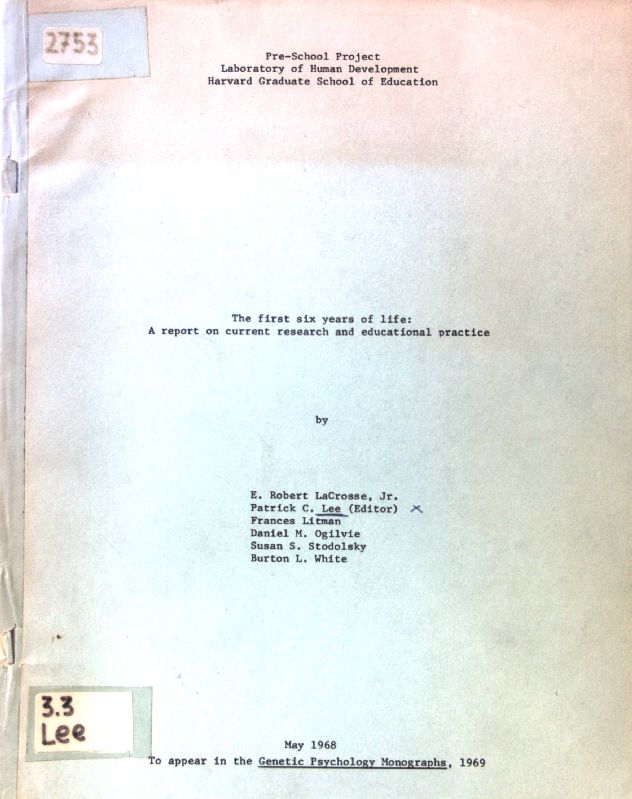 2753
Pre-School Project
Laboratory of Human Development
Harvard Graduate School of Education
The first six years of life:
A report on current research and educational practice
by
E. Robert LaCrosse, Jr.
Patrick C. Lee (Editor) x
Frances Litman
Daniel M. Ogilvie
Susan S. Stodolsky
Burton L. White
3.3
Lee
May 1968
To appear in the Genetic Psychology Monographs, 1969